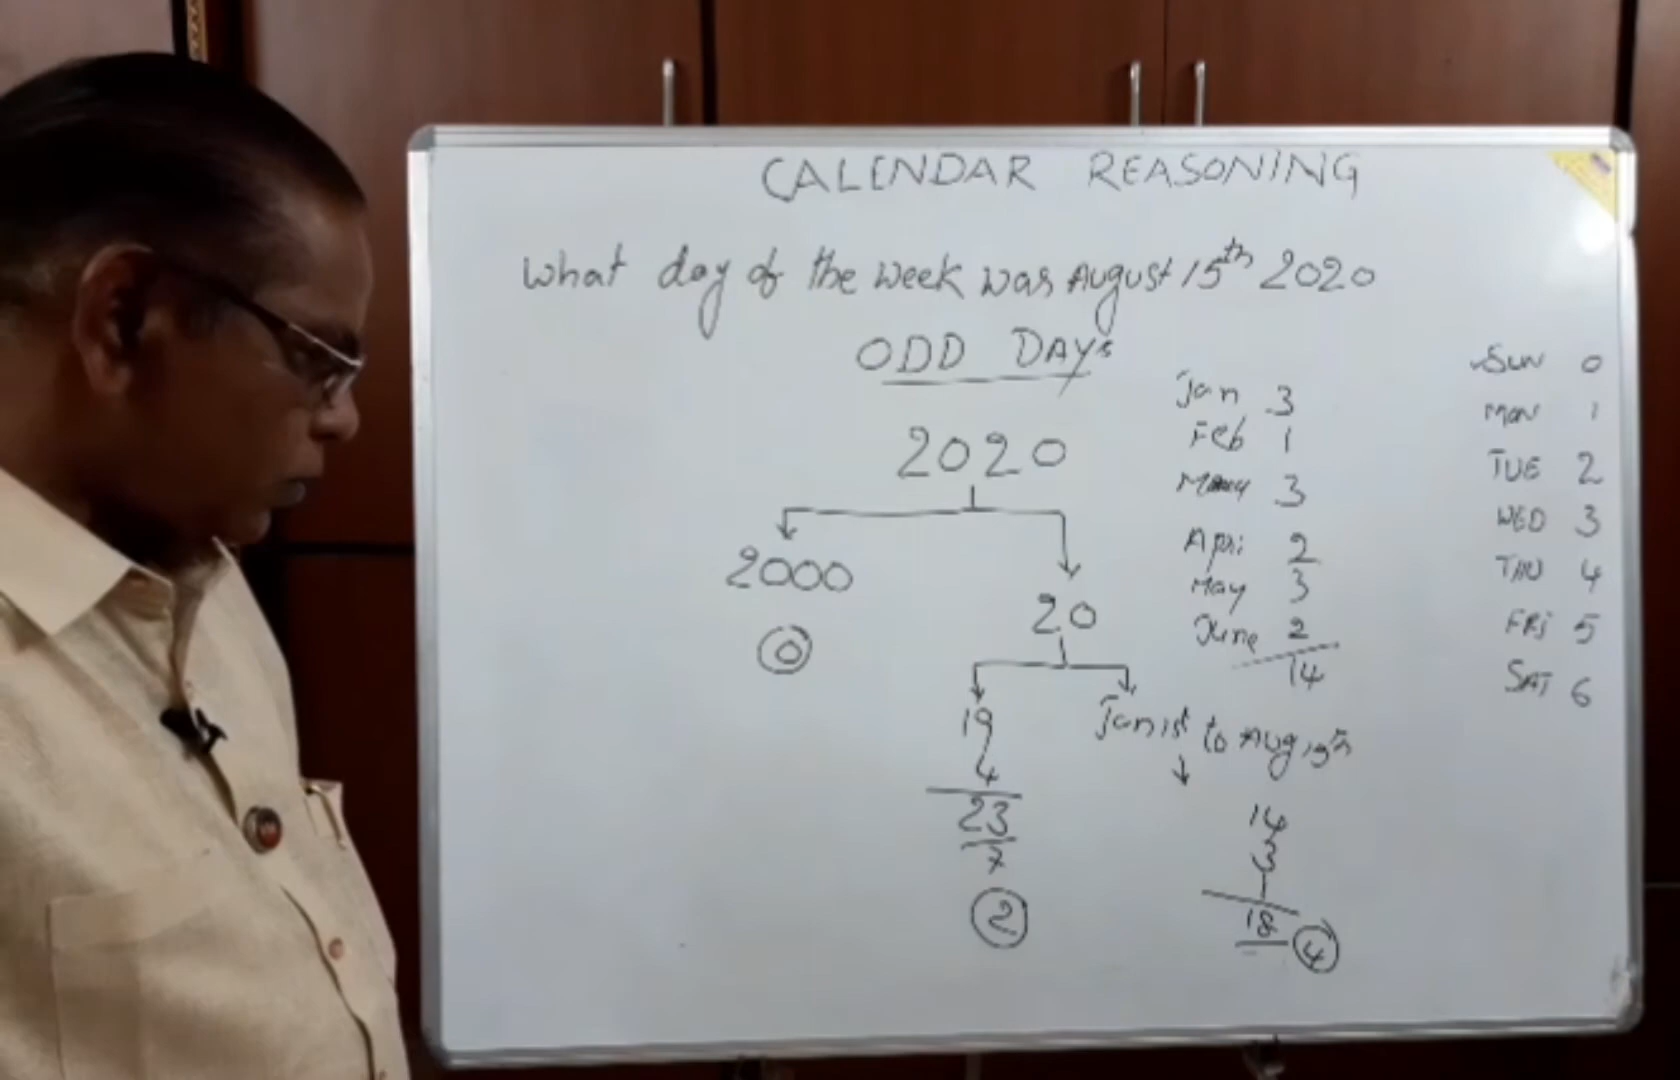 CALENDAR REASONING
What day of the week was August 15th 2020
ODD DAYS
2020
2000
0
20
19
4
23
7
2
Jan 1st to Aug 15th
14
3
1
18
4
Jan 3
Feb 1
3
Apri 2
May 3
June 2
14
SUN 0
MON 1
TUE 2
WED 3
THU 4
FRI 5
SAT 6